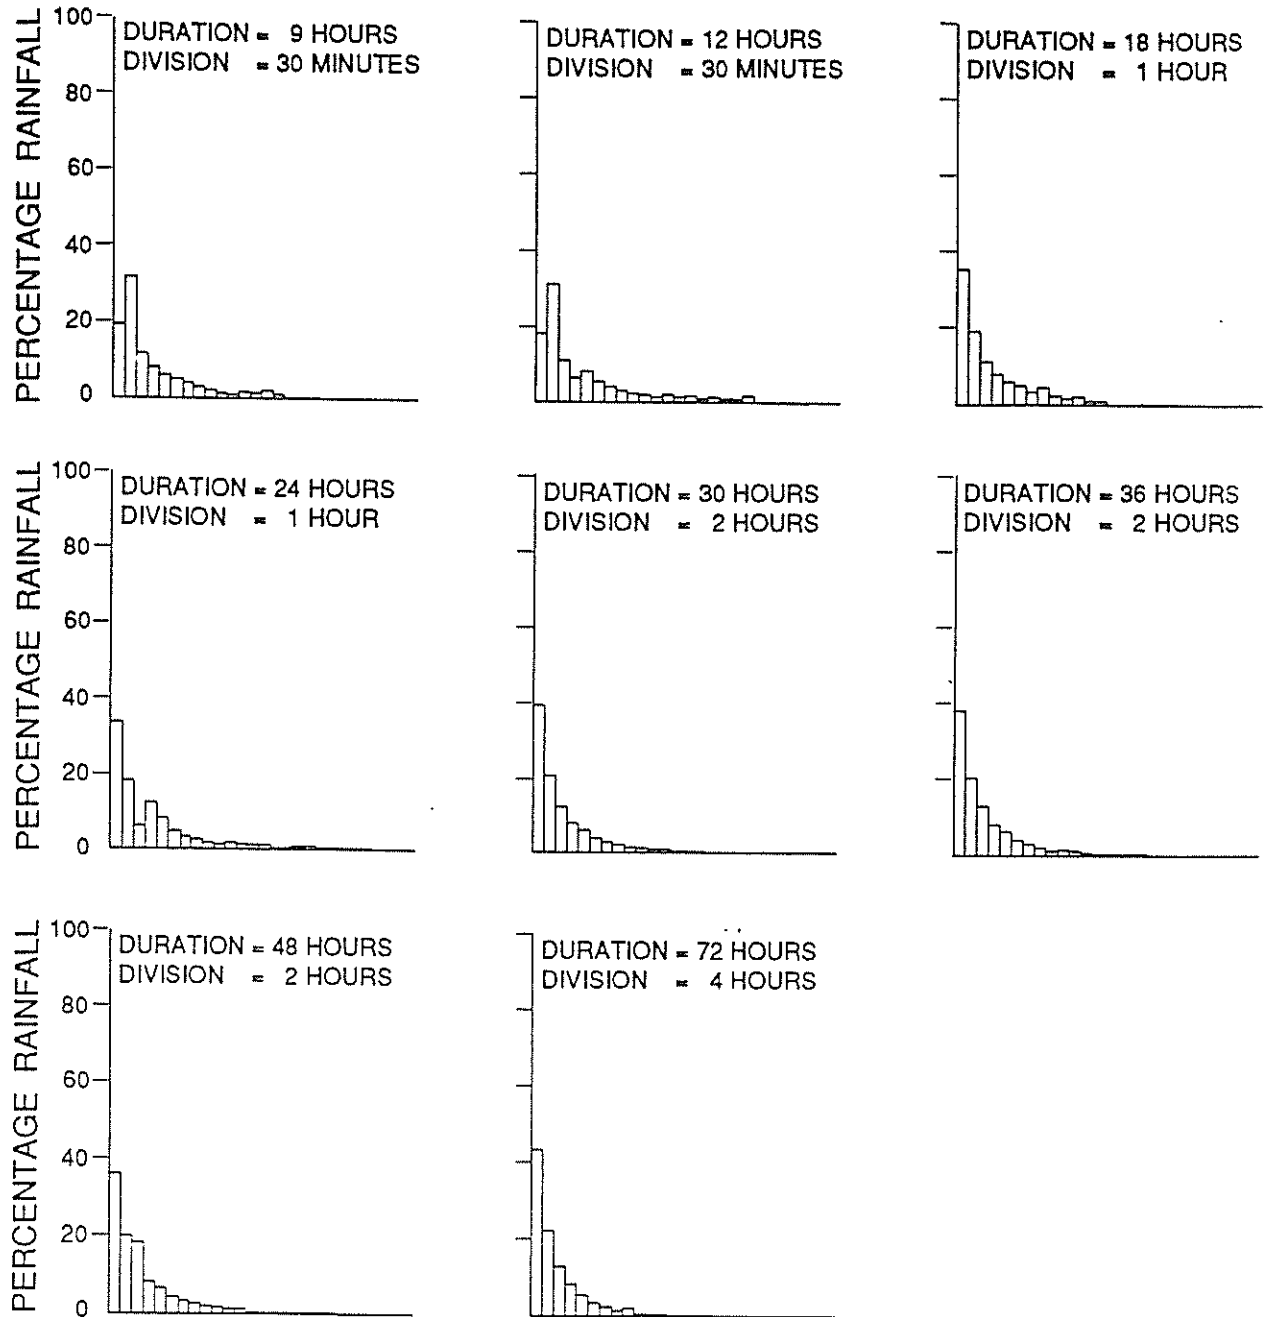 PERCENTAGE RAINFALL
100
80
60
40
20
0
DURATION = 9 HOURS
DIVISION = 30 MINUTES
DURATION = 12 HOURS
DIVISION = 30 MINUTES
DURATION = 18 HOURS
DIVISION = 1 HOUR
PERCENTAGE RAINFALL
100
80
60
40
20
0
DURATION = 24 HOURS
DIVISION = 1 HOUR
DURATION = 30 HOURS
DIVISION = 2 HOURS
DURATION = 36 HOURS
DIVISION = 2 HOURS
PERCENTAGE RAINFALL
100
80
60
40
20
0
DURATION = 48 HOURS
DIVISION = 2 HOURS
DURATION = 72 HOURS
DIVISION = 4 HOURS